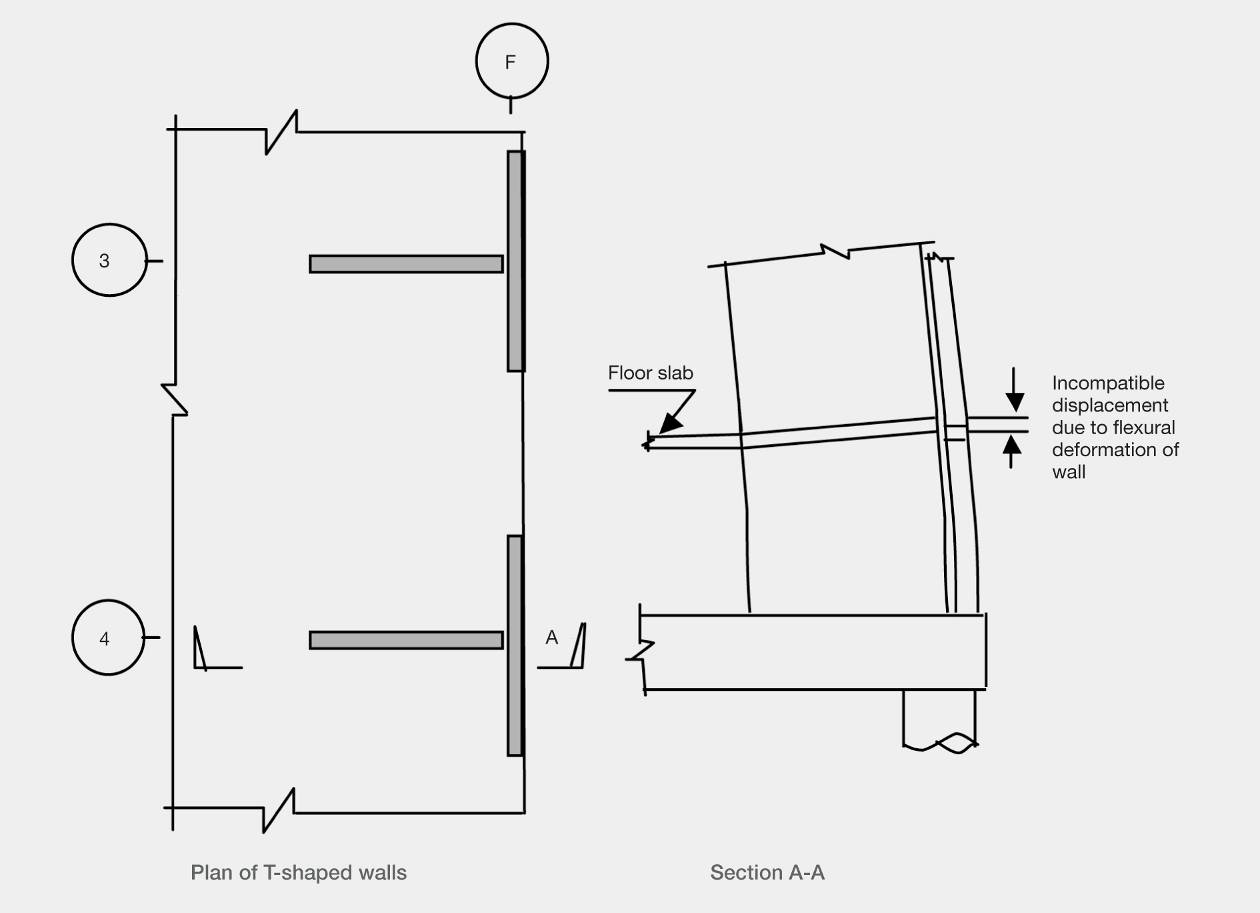 F
3
Floor slab
Incompatible
displacement
due to flexural
deformation of
wall
4
A
Plan of T-shaped walls
Section A-A